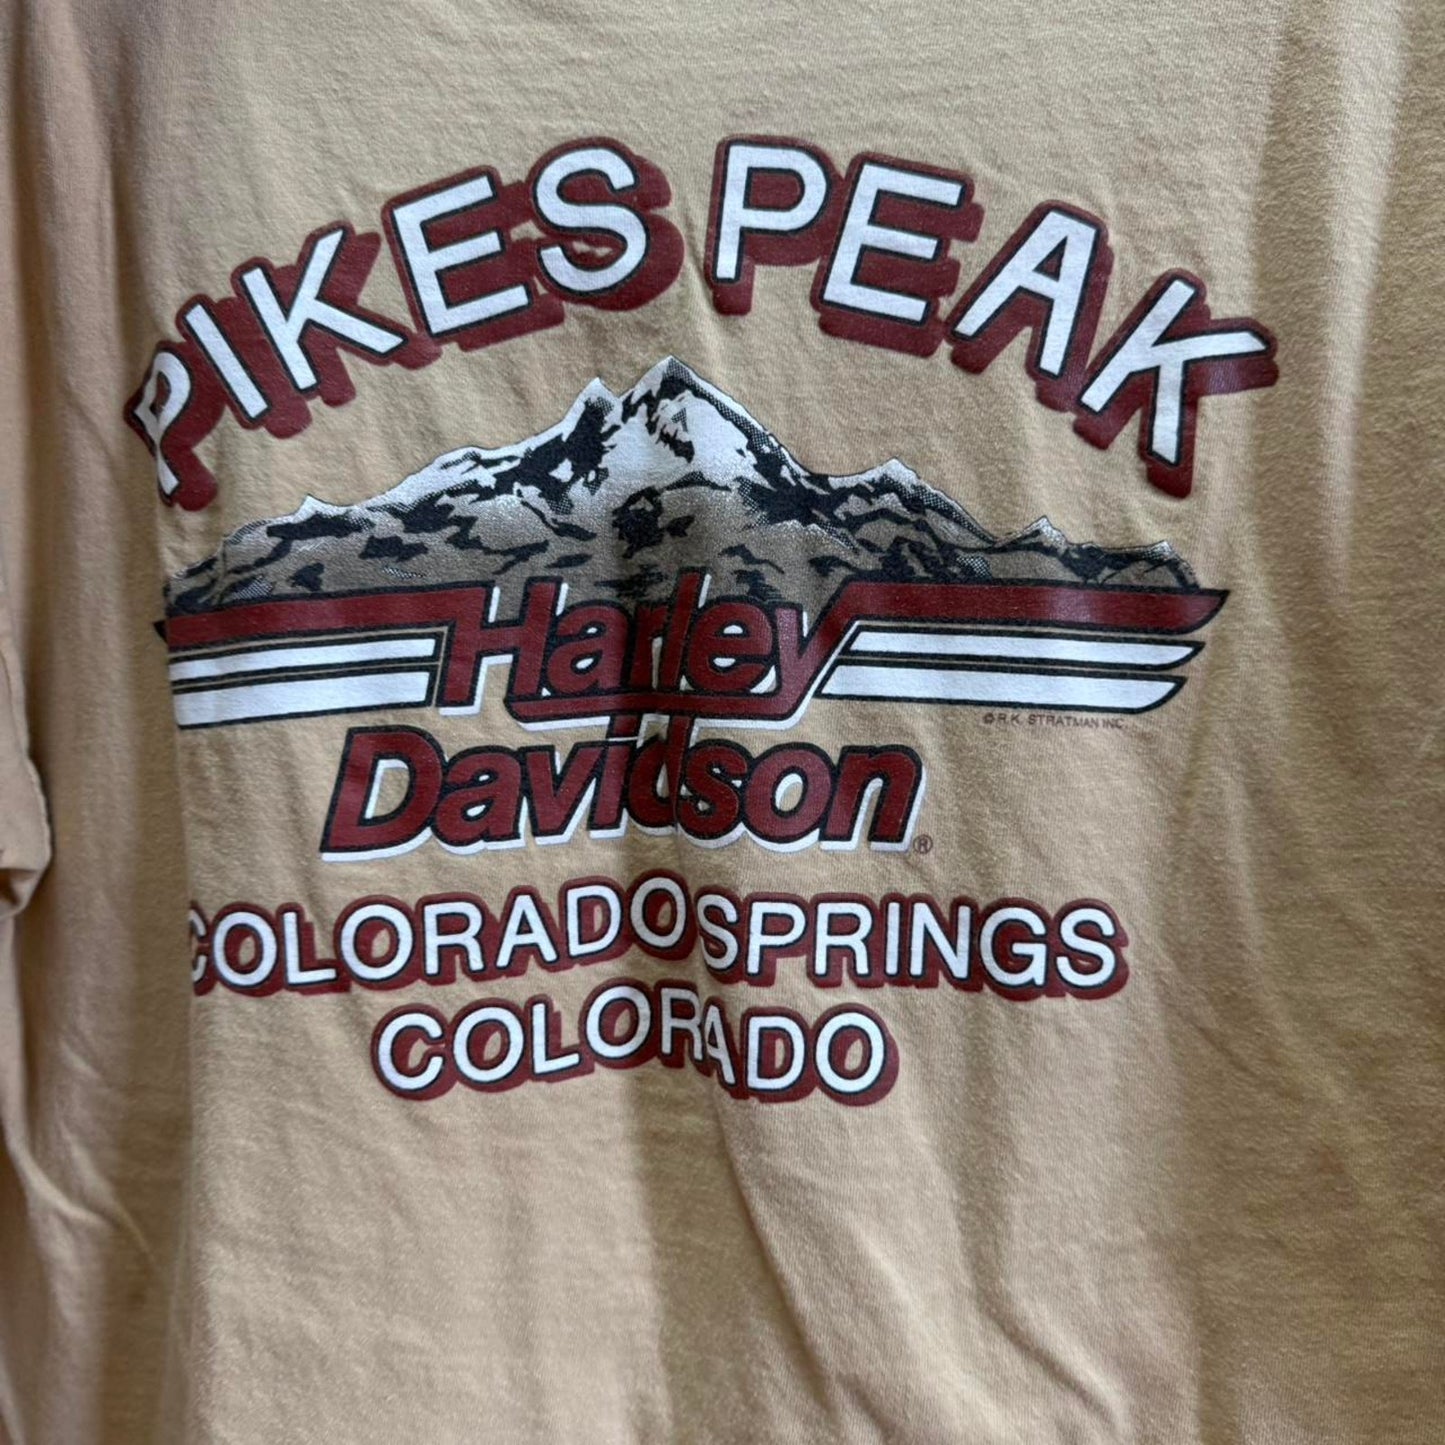 PIKES PEAK
Harley
© R.K. STRATMAN INC.
Davidson®
COLORADO SPRINGS
COLORADO